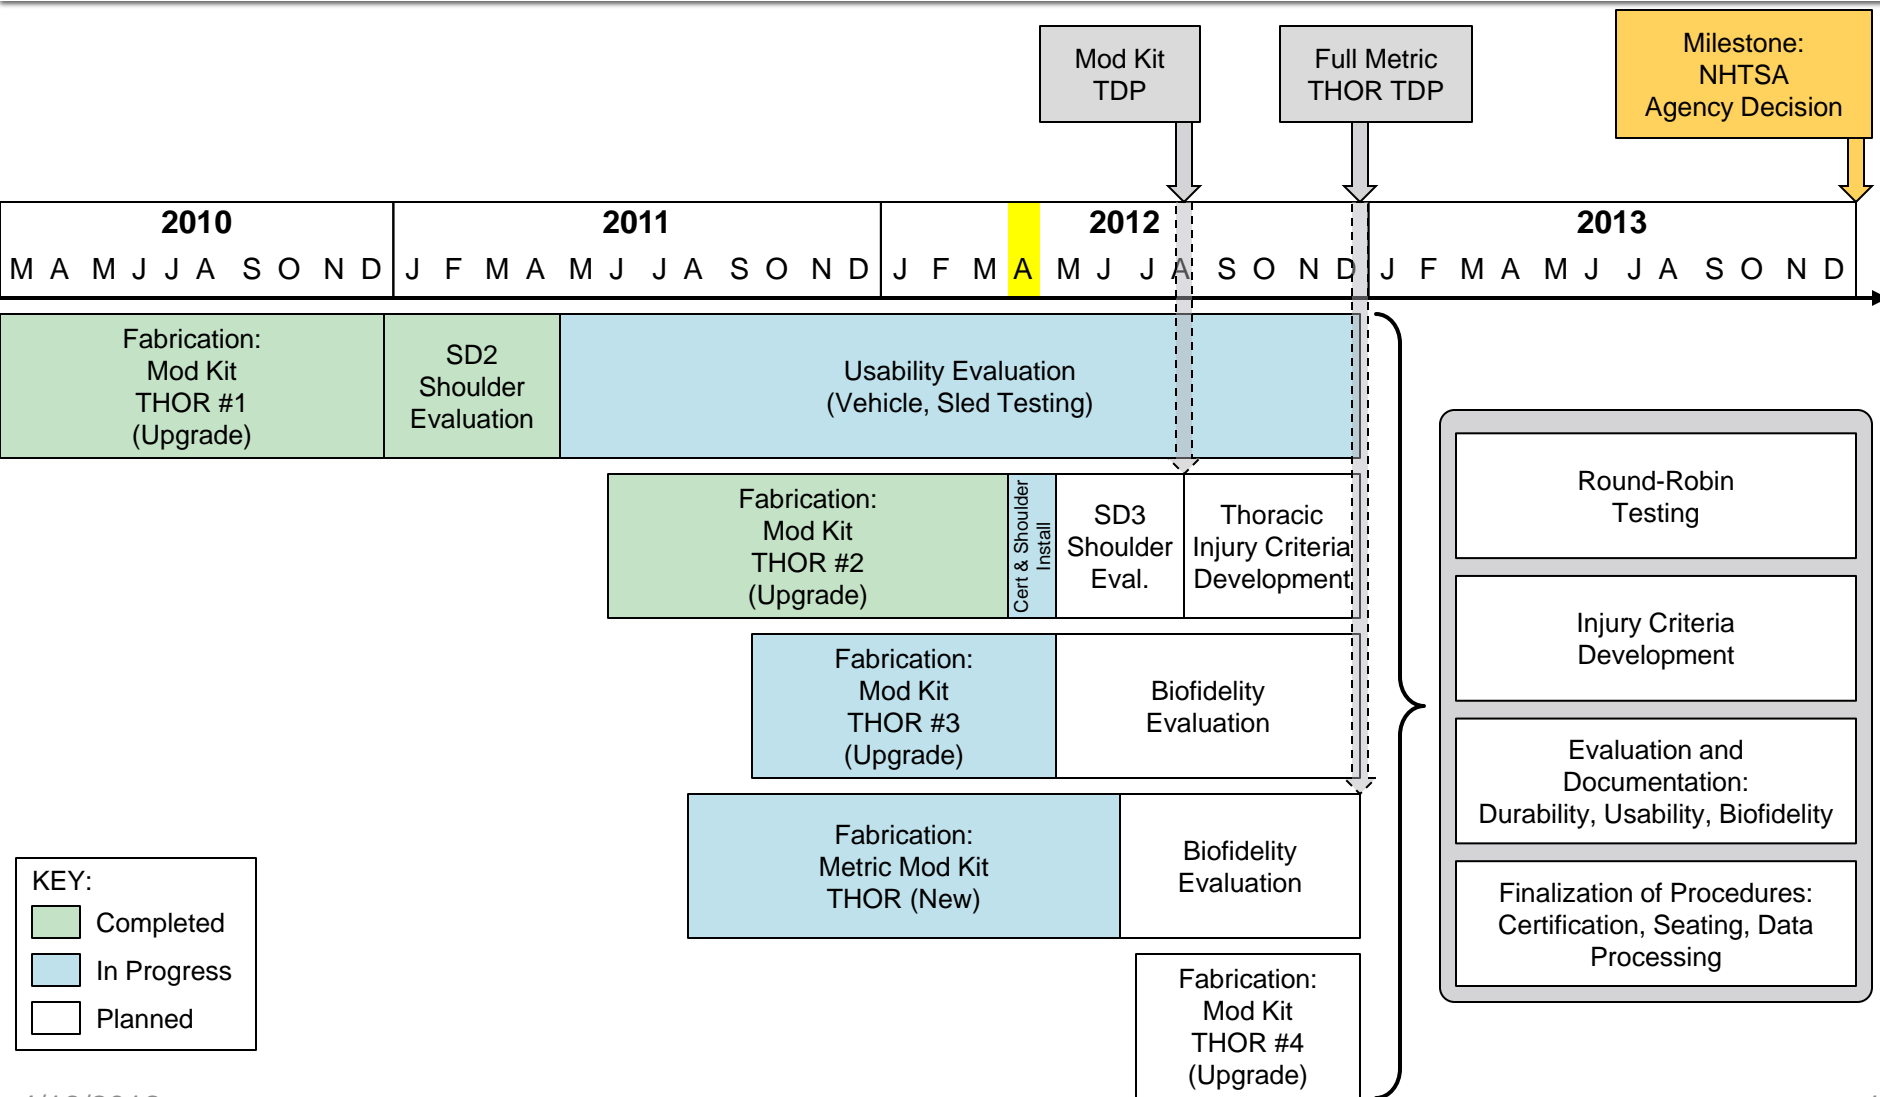 Mod Kit
TDP
Full Metric
THOR TDP
Milestone:
NHTSA
Agency Decision
2010
2011
2012
2013
M A M J J A S O N D J F M A M J J A S O N D J F M A M J J A S O N D J F M A M J J A S O N D
Fabrication:
Mod Kit
THOR #1
(Upgrade)
SD2
Shoulder
Evaluation
Usability Evaluation
(Vehicle, Sled Testing)
Fabrication:
Mod Kit
THOR #2
(Upgrade)
Cert & Shoulder
Install
SD3
Shoulder
Eval.
Thoracic
Injury Criteria
Development
Fabrication:
Mod Kit
THOR #3
(Upgrade)
Biofidelity
Evaluation
Fabrication:
Metric Mod Kit
THOR (New)
Biofidelity
Evaluation
Fabrication:
Mod Kit
THOR #4
(Upgrade)
Round-Robin
Testing
Injury Criteria
Development
Evaluation and
Documentation:
Durability, Usability, Biofidelity
Finalization of Procedures:
Certification, Seating, Data
Processing
KEY:
Completed
In Progress
Planned